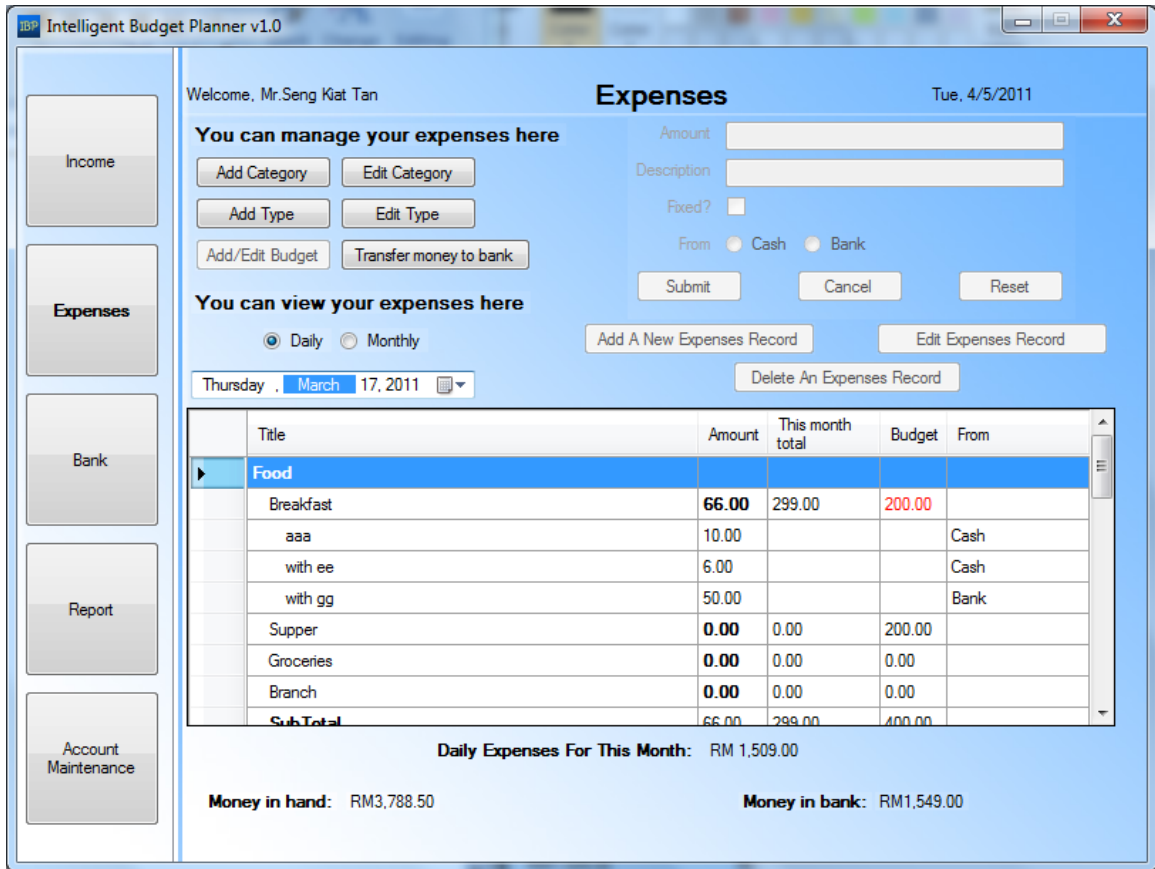 IBP Intelligent Budget Planner v1.0
Welcome, Mr.Seng Kiat Tan
Expenses
Tue, 4/5/2011
Income
Expenses
Bank
Report
Account
Maintenance
You can manage your expenses here
Add Category Edit Category
Add Type Edit Type
Add/Edit Budget Transfer money to bank
You can view your expenses here
Daily Monthly
Thursday , March 17, 2011
Amount
Description
Fixed?
From Cash Bank
Submit Cancel Reset
Add A New Expenses Record Edit Expenses Record
Delete An Expenses Record
Title Amount This month total Budget From
Food
Breakfast 66.00 299.00 200.00
aaa 10.00 Cash
with ee 6.00 Cash
with gg 50.00 Bank
Supper 0.00 0.00 200.00
Groceries 0.00 0.00 0.00
Branch 0.00 0.00 0.00
SubTotal 66.00 299.00 400.00
Daily Expenses For This Month: RM 1,509.00
Money in hand: RM3,788.50 Money in bank: RM1,549.00